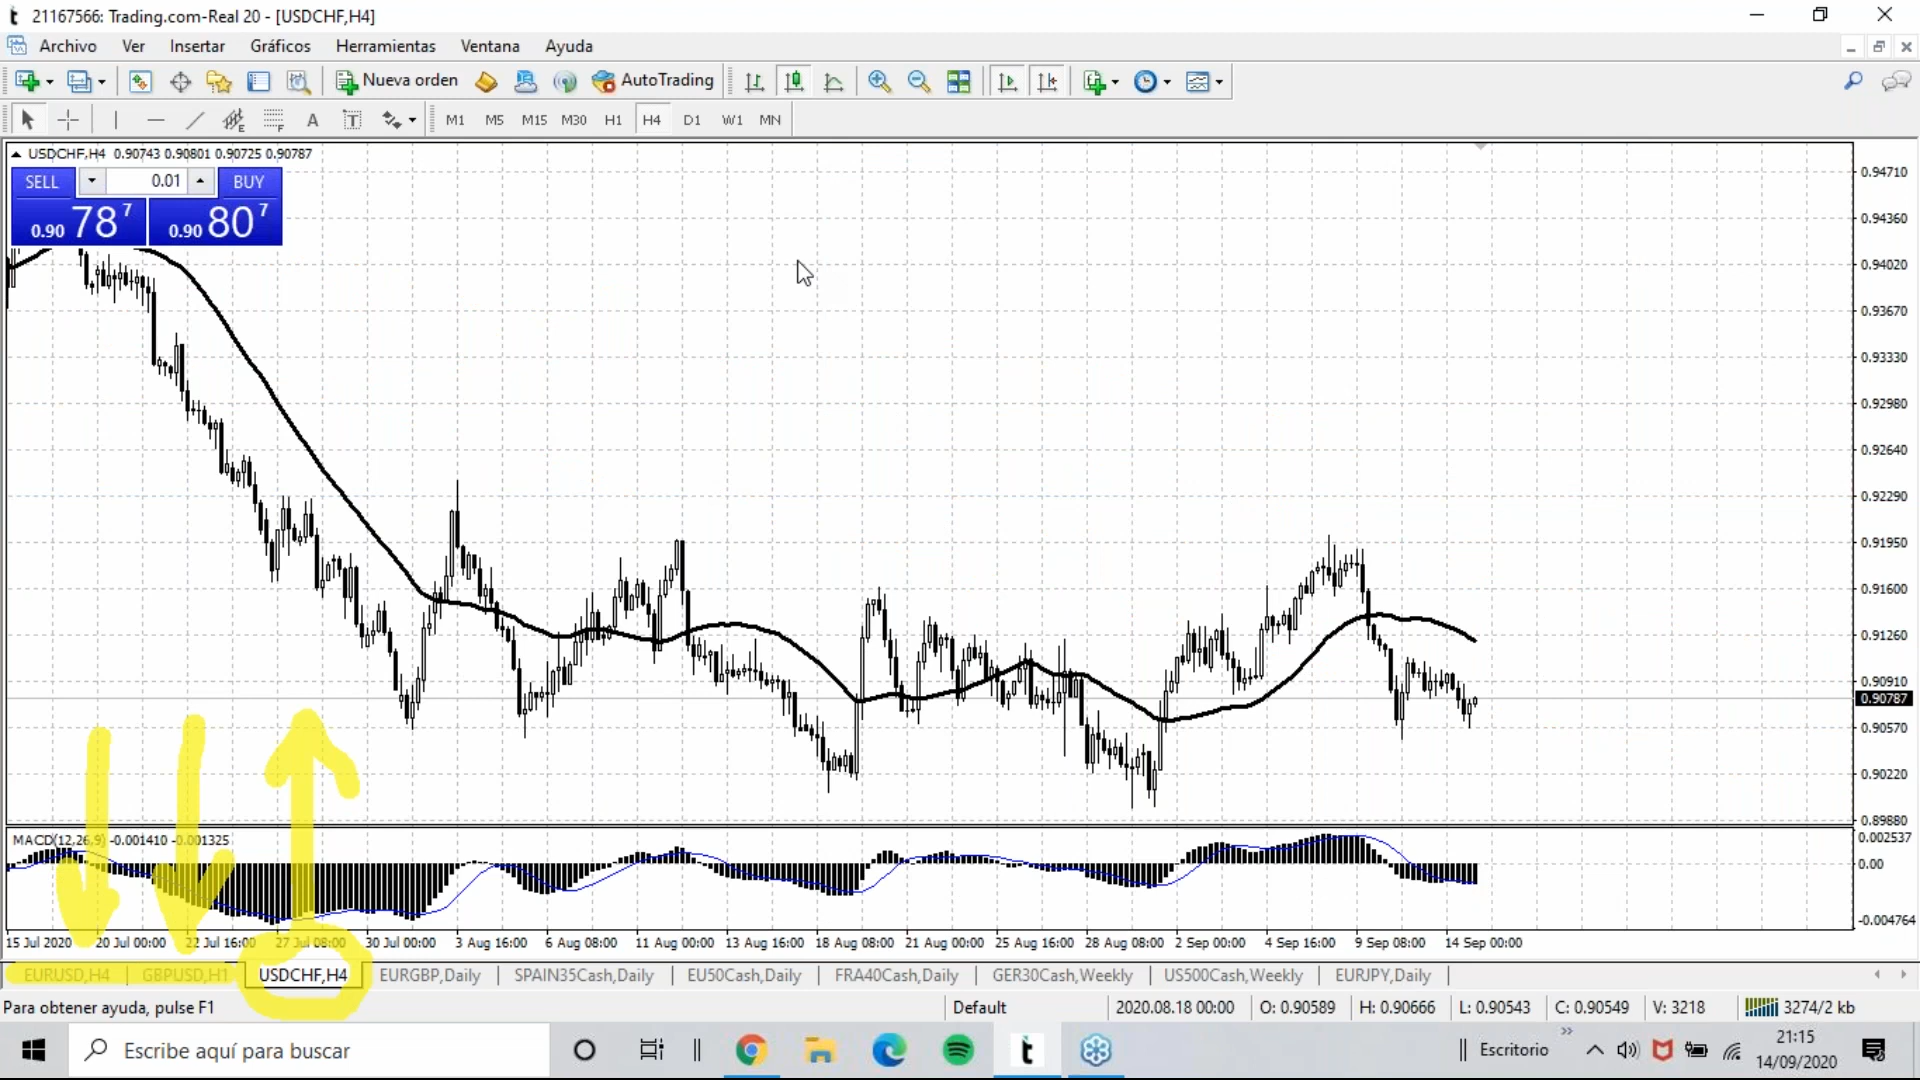 21167566: Trading.com-Real 20 - [USDCHF,H4]
Archivo Ver Insertar Gráficos Herramientas Ventana Ayuda
Nueva orden AutoTrading
M1 M5 M15 M30 H1 H4 D1 W1 MN
USDCHF,H4 0.90743 0.90801 0.90725 0.90787
SELL 0.01 BUY
0.90 78 7 0.90 80 7
0.94710
0.94360
0.94020
0.93670
0.93330
0.92980
0.92640
0.92290
0.91950
0.91600
0.91260
0.90910
0.90787
0.90570
0.90220
0.89880
MACD(12,26,9) -0.001410 -0.001325
0.002537
0.00
-0.004764
15 Jul 2020 20 Jul 00:00 22 Jul 16:00 27 Jul 08:00 30 Jul 00:00 3 Aug 16:00 6 Aug 08:00 11 Aug 00:00 13 Aug 16:00 18 Aug 08:00 21 Aug 00:00 25 Aug 16:00 28 Aug 08:00 2 Sep 00:00 4 Sep 16:00 9 Sep 08:00 14 Sep 00:00
EURUSD,H4 GBPUSD,H1 USDCHF,H4 EURGBP,Daily SPAIN35Cash,Daily EU50Cash,Daily FRA40Cash,Daily GER30Cash,Weekly US500Cash,Weekly EURJPY,Daily
Para obtener ayuda, pulse F1 Default 2020.08.18 00:00 O: 0.90589 H: 0.90666 L: 0.90543 C: 0.90549 V: 3218 3274/2 kb
Escribe aquí para buscar Escritorio 21:15
14/09/2020